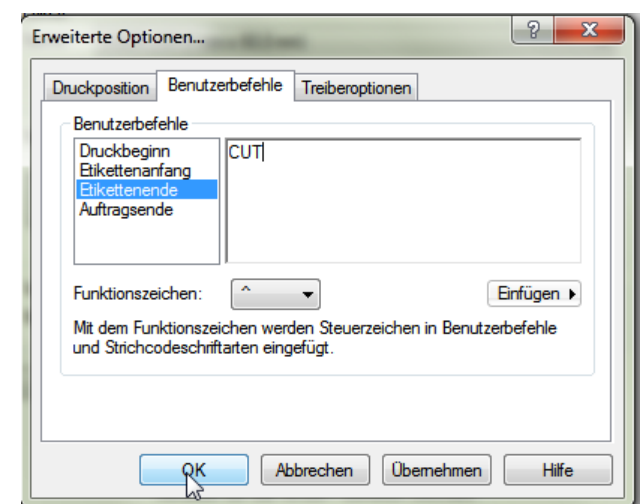 Erweiterte Optionen...
Druckposition Benutzerbefehle Treiberoptionen
Benutzerbefehle
Druckbeginn
Etikettenanfang
Etikettenende
Auftragsende
CUT
Funktionszeichen: ^ Einfügen
Mit dem Funktionszeichen werden Steuerzeichen in Benutzerbefehle
und Strichcodeschriftarten eingefügt.
OK Abbrechen Übernehmen Hilfe